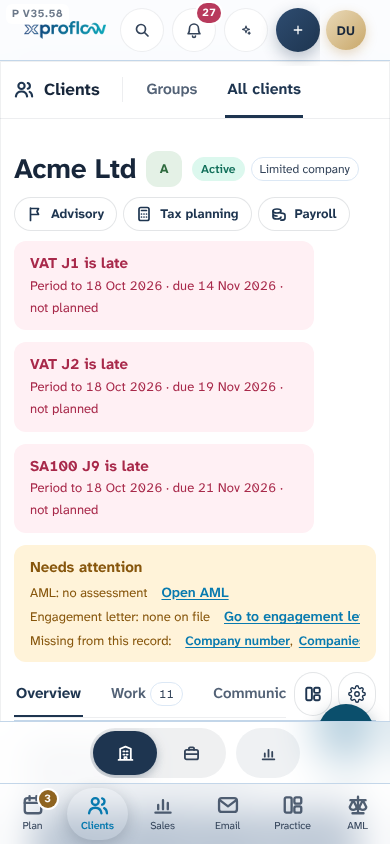 P V35.58
xproflow
27
+
DU
Clients
Groups
All clients
Acme Ltd
A
Active
Limited company
Advisory
Tax planning
Payroll
VAT J1 is late
Period to 18 Oct 2026 · due 14 Nov 2026 ·
not planned
VAT J2 is late
Period to 18 Oct 2026 · due 19 Nov 2026 ·
not planned
SA100 J9 is late
Period to 18 Oct 2026 · due 21 Nov 2026 ·
not planned
Needs attention
AML: no assessment Open AML
Engagement letter: none on file Go to engagement le
Missing from this record: Company number, Companie
Overview
Work 11
Communic
3
Plan
Clients
Sales
Email
Practice
AML